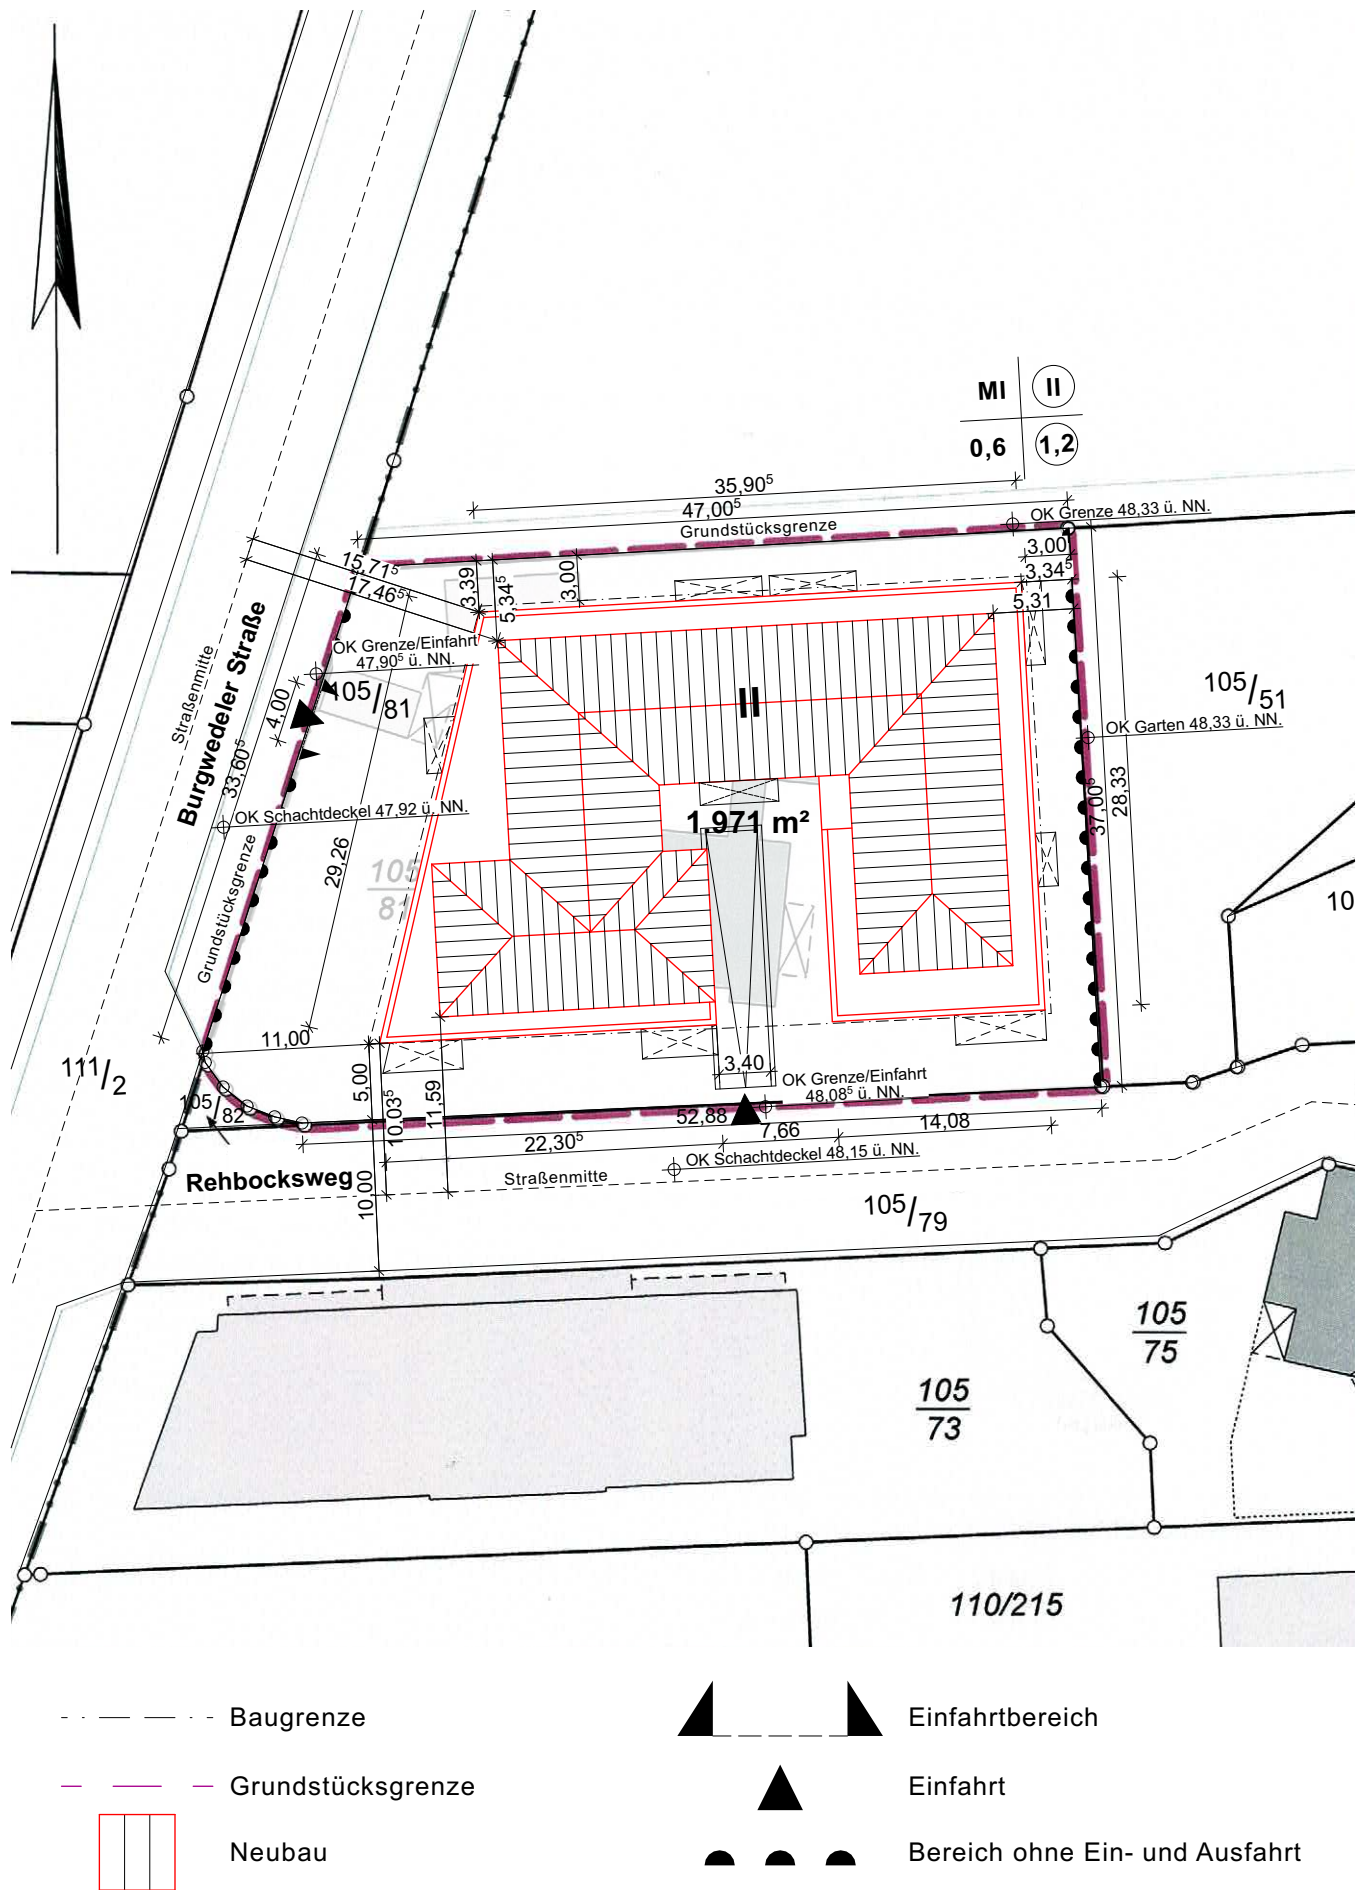 MI
II
0,6
1,2
35,90⁵
47,00⁵
OK Grenze 48,33 ü. NN.
Grundstücksgrenze
15,71⁵
17,46⁵
3,39
5,34⁵
3,00
3,00
3,34⁵
5,31
OK Grenze/Einfahrt
47,90⁵ ü. NN.
105/81
4,00
Straßenmitte
Burgwedeler Straße
33,60⁵
II
105/51
OK Garten 48,33 ü. NN.
37,00⁵
28,33
OK Schachtdeckel 47,92 ü. NN.
1.971 m²
29,26
105
81
Grundstücksgrenze
10
11,00
111/2
105/82
5,00
10,03⁵
11,59
3,40
OK Grenze/Einfahrt
48,08⁵ ü. NN.
52,88
22,30⁵
7,66
14,08
OK Schachtdeckel 48,15 ü. NN.
Rehbocksweg
Straßenmitte
10,00
105/79
105
75
105
73
110/215
Baugrenze
Einfahrtbereich
Grundstücksgrenze
Einfahrt
Neubau
Bereich ohne Ein- und Ausfahrt